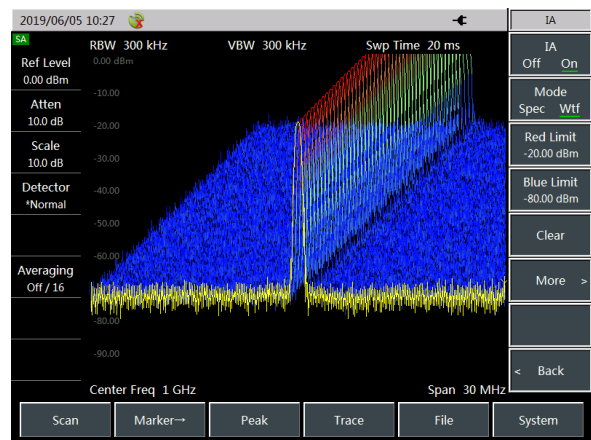 2019/06/05 10:27
IA
SA
RBW 300 kHz
VBW 300 kHz
Swp Time 20 ms
Ref Level
0.00 dBm
Atten
10.0 dB
Scale
10.0 dB
Detector
*Normal
Averaging
Off / 16
0.00 dBm
-10.00
-20.00
-30.00
-40.00
-50.00
-60.00
-80.00
-90.00
Center Freq 1 GHz
Span 30 MHz
IA
Off On
Mode
Spec Wtf
Red Limit
-20.00 dBm
Blue Limit
-80.00 dBm
Clear
More >
< Back
Scan
Marker→
Peak
Trace
File
System